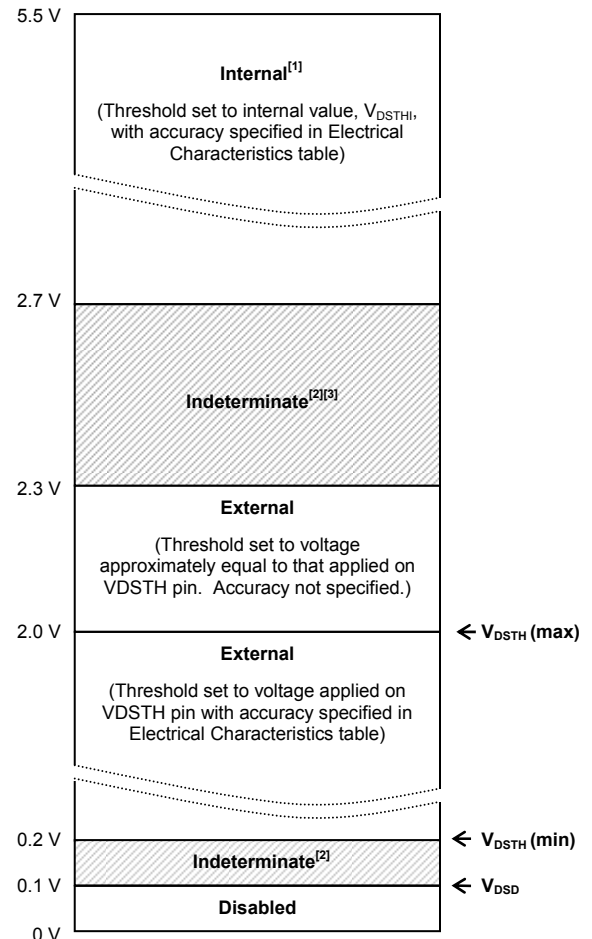 5.5 V
Internal[1]
(Threshold set to internal value, VDSTHI,
with accuracy specified in Electrical
Characteristics table)
2.7 V
Indeterminate[2][3]
2.3 V
External
(Threshold set to voltage
approximately equal to that applied on
VDSTH pin. Accuracy not specified.)
2.0 V
VDSTH (max)
External
(Threshold set to voltage applied on
VDSTH pin with accuracy specified in
Electrical Characteristics table)
0.2 V
VDSTH (min)
Indeterminate[2]
0.1 V
VDSD
Disabled
0 V